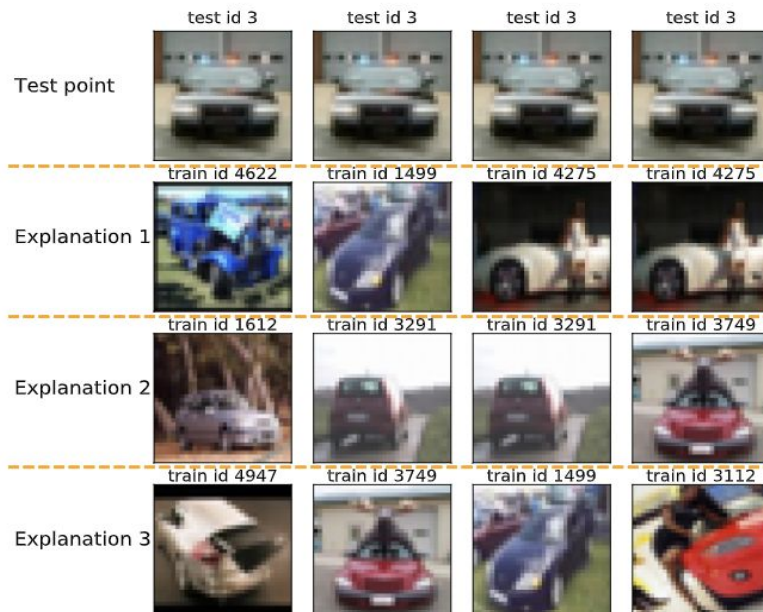 test id 3 test id 3 test id 3 test id 3
Test point
train id 4622 train id 1499 train id 4275 train id 4275
Explanation 1
train id 1612 train id 3291 train id 3291 train id 3749
Explanation 2
train id 4947 train id 3749 train id 1499 train id 3112
Explanation 3